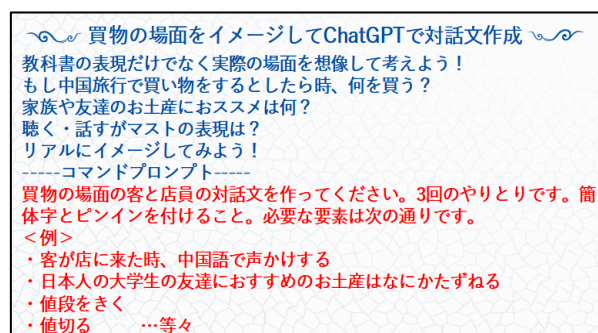 買物の場面をイメージしてChatGPTで対話文作成
教科書の表現だけでなく実際の場面を想像して考えよう！
もし中国旅行で買い物をするとしたら時、何を買う？
家族や友達のお土産におススメは何？
聴く・話すがマストの表現は？
リアルにイメージしてみよう！
-----コマンドプロンプト-----
買物の場面の客と店員の対話文を作ってください。3回のやりとりです。簡
体字とピンインを付けること。必要な要素は次の通りです。
＜例＞
・客が店に来た時、中国語で声かけする
・日本人の大学生の友達におすすめのお土産はなにかたずねる
・値段をきく
・値切る　　…等々